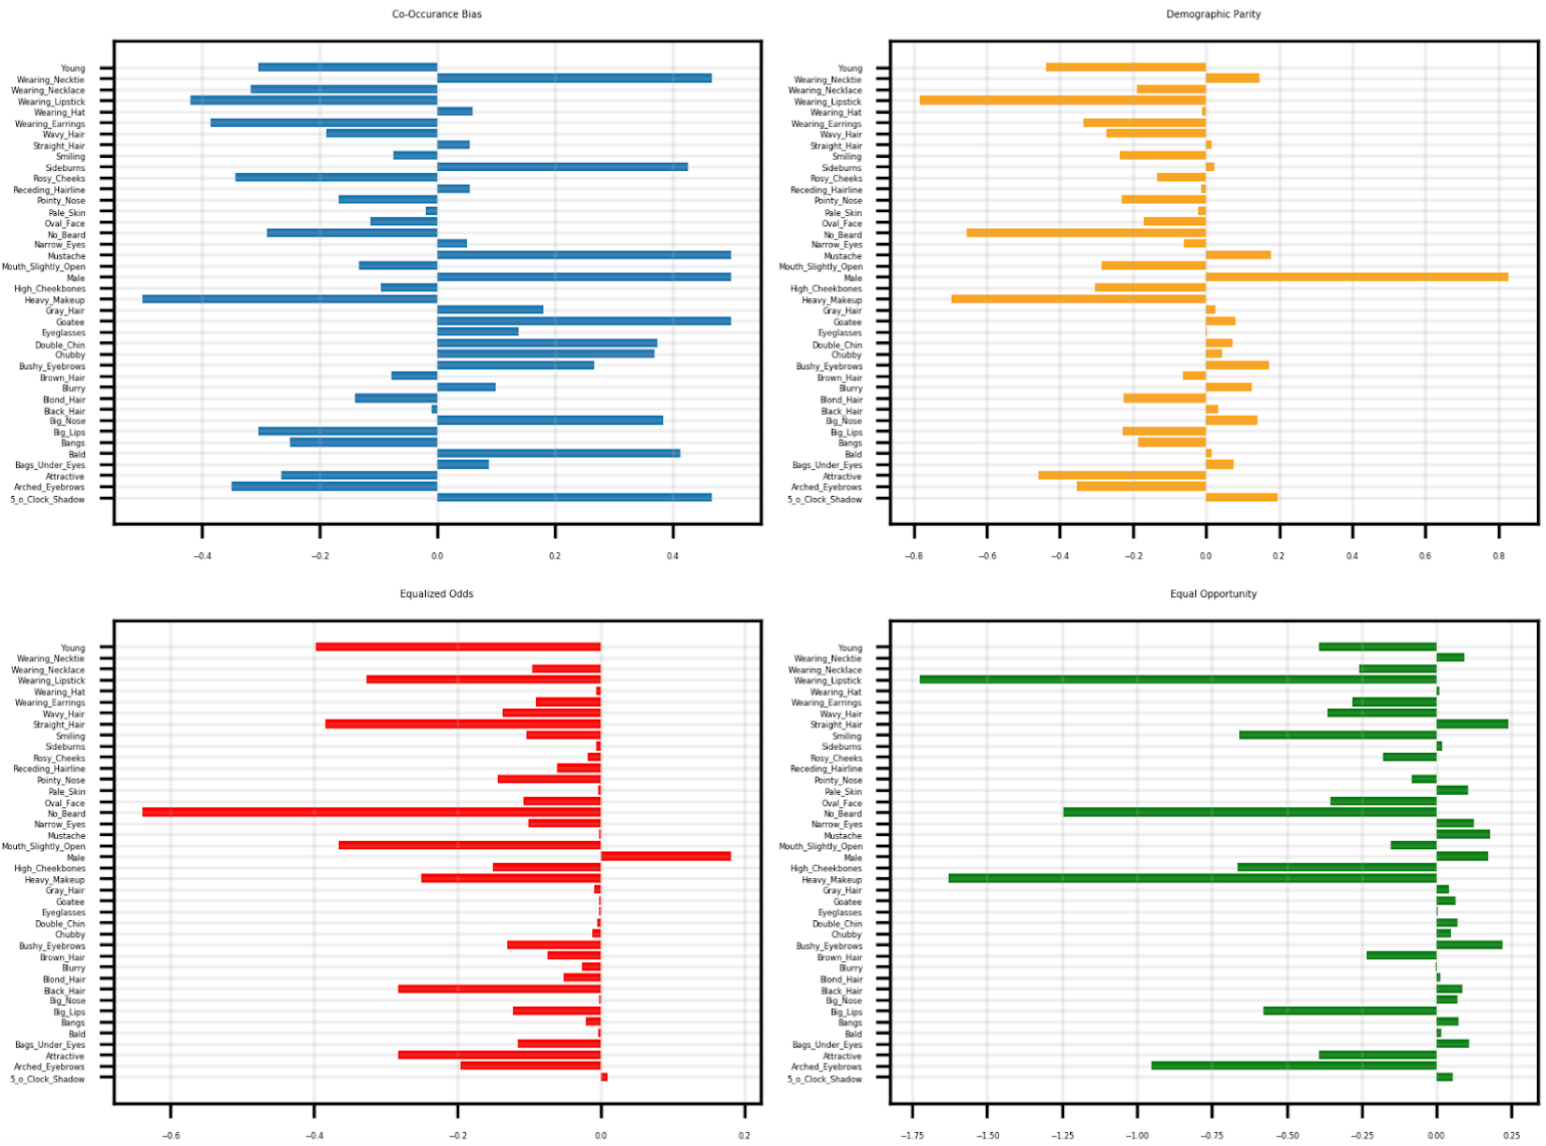 Co-Occurance Bias
Young
Wearing_Necktie
Wearing_Necklace
Wearing_Lipstick
Wearing_Hat
Wearing_Earrings
Wavy_Hair
Straight_Hair
Smiling
Sideburns
Rosy_Cheeks
Receding_Hairline
Pointy_Nose
Pale_Skin
Oval_Face
No_Beard
Narrow_Eyes
Mustache
Mouth_Slightly_Open
Male
High_Cheekbones
Heavy_Makeup
Gray_Hair
Goatee
Eyeglasses
Double_Chin
Chubby
Bushy_Eyebrows
Brown_Hair
Blurry
Blond_Hair
Black_Hair
Big_Nose
Big_Lips
Bangs
Bald
Bags_Under_Eyes
Attractive
Arched_Eyebrows
5_o_Clock_Shadow
−0.4 −0.2 0.0 0.2 0.4
Demographic Parity
Young
Wearing_Necktie
Wearing_Necklace
Wearing_Lipstick
Wearing_Hat
Wearing_Earrings
Wavy_Hair
Straight_Hair
Smiling
Sideburns
Rosy_Cheeks
Receding_Hairline
Pointy_Nose
Pale_Skin
Oval_Face
No_Beard
Narrow_Eyes
Mustache
Mouth_Slightly_Open
Male
High_Cheekbones
Heavy_Makeup
Gray_Hair
Goatee
Eyeglasses
Double_Chin
Chubby
Bushy_Eyebrows
Brown_Hair
Blurry
Blond_Hair
Black_Hair
Big_Nose
Big_Lips
Bangs
Bald
Bags_Under_Eyes
Attractive
Arched_Eyebrows
5_o_Clock_Shadow
−0.8 −0.6 −0.4 −0.2 0.0 0.2 0.4 0.6 0.8
Equalized Odds
Young
Wearing_Necktie
Wearing_Necklace
Wearing_Lipstick
Wearing_Hat
Wearing_Earrings
Wavy_Hair
Straight_Hair
Smiling
Sideburns
Rosy_Cheeks
Receding_Hairline
Pointy_Nose
Pale_Skin
Oval_Face
No_Beard
Narrow_Eyes
Mustache
Mouth_Slightly_Open
Male
High_Cheekbones
Heavy_Makeup
Gray_Hair
Goatee
Eyeglasses
Double_Chin
Chubby
Bushy_Eyebrows
Brown_Hair
Blurry
Blond_Hair
Black_Hair
Big_Nose
Big_Lips
Bangs
Bald
Bags_Under_Eyes
Attractive
Arched_Eyebrows
5_o_Clock_Shadow
−0.6 −0.4 −0.2 0.0 0.2
Equal Opportunity
Young
Wearing_Necktie
Wearing_Necklace
Wearing_Lipstick
Wearing_Hat
Wearing_Earrings
Wavy_Hair
Straight_Hair
Smiling
Sideburns
Rosy_Cheeks
Receding_Hairline
Pointy_Nose
Pale_Skin
Oval_Face
No_Beard
Narrow_Eyes
Mustache
Mouth_Slightly_Open
Male
High_Cheekbones
Heavy_Makeup
Gray_Hair
Goatee
Eyeglasses
Double_Chin
Chubby
Bushy_Eyebrows
Brown_Hair
Blurry
Blond_Hair
Black_Hair
Big_Nose
Big_Lips
Bangs
Bald
Bags_Under_Eyes
Attractive
Arched_Eyebrows
5_o_Clock_Shadow
−1.75 −1.50 −1.25 −1.00 −0.75 −0.50 −0.25 0.00 0.25